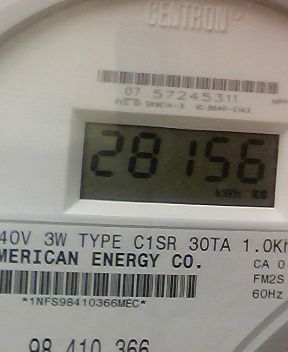 CENTRON®
07 57245311
28156
kWh
40V 3W TYPE C1SR 30TA 1.0Kh
MERICAN ENERGY CO.
CA 0
FM2S
60Hz
*1NFS98410366MEC*
98 410 366